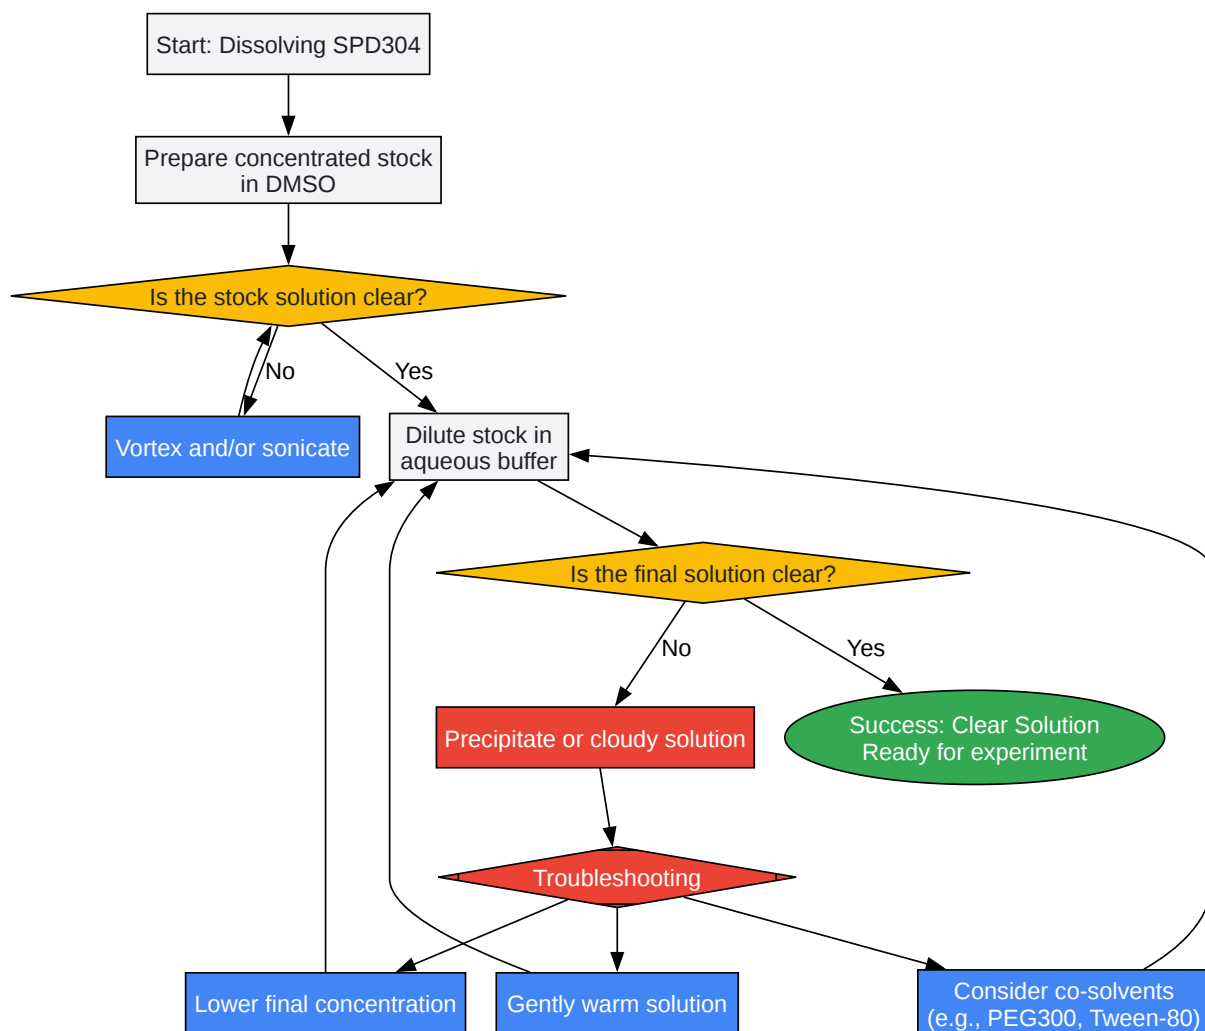 Start: Dissolving SPD304
Prepare concentrated stock
in DMSO
Is the stock solution clear?
No
Yes
Vortex and/or sonicate
Dilute stock in
aqueous buffer
Is the final solution clear?
No
Yes
Precipitate or cloudy solution
Success: Clear Solution
Ready for experiment
Troubleshooting
Lower final concentration
Gently warm solution
Consider co-solvents
(e.g., PEG300, Tween-80)